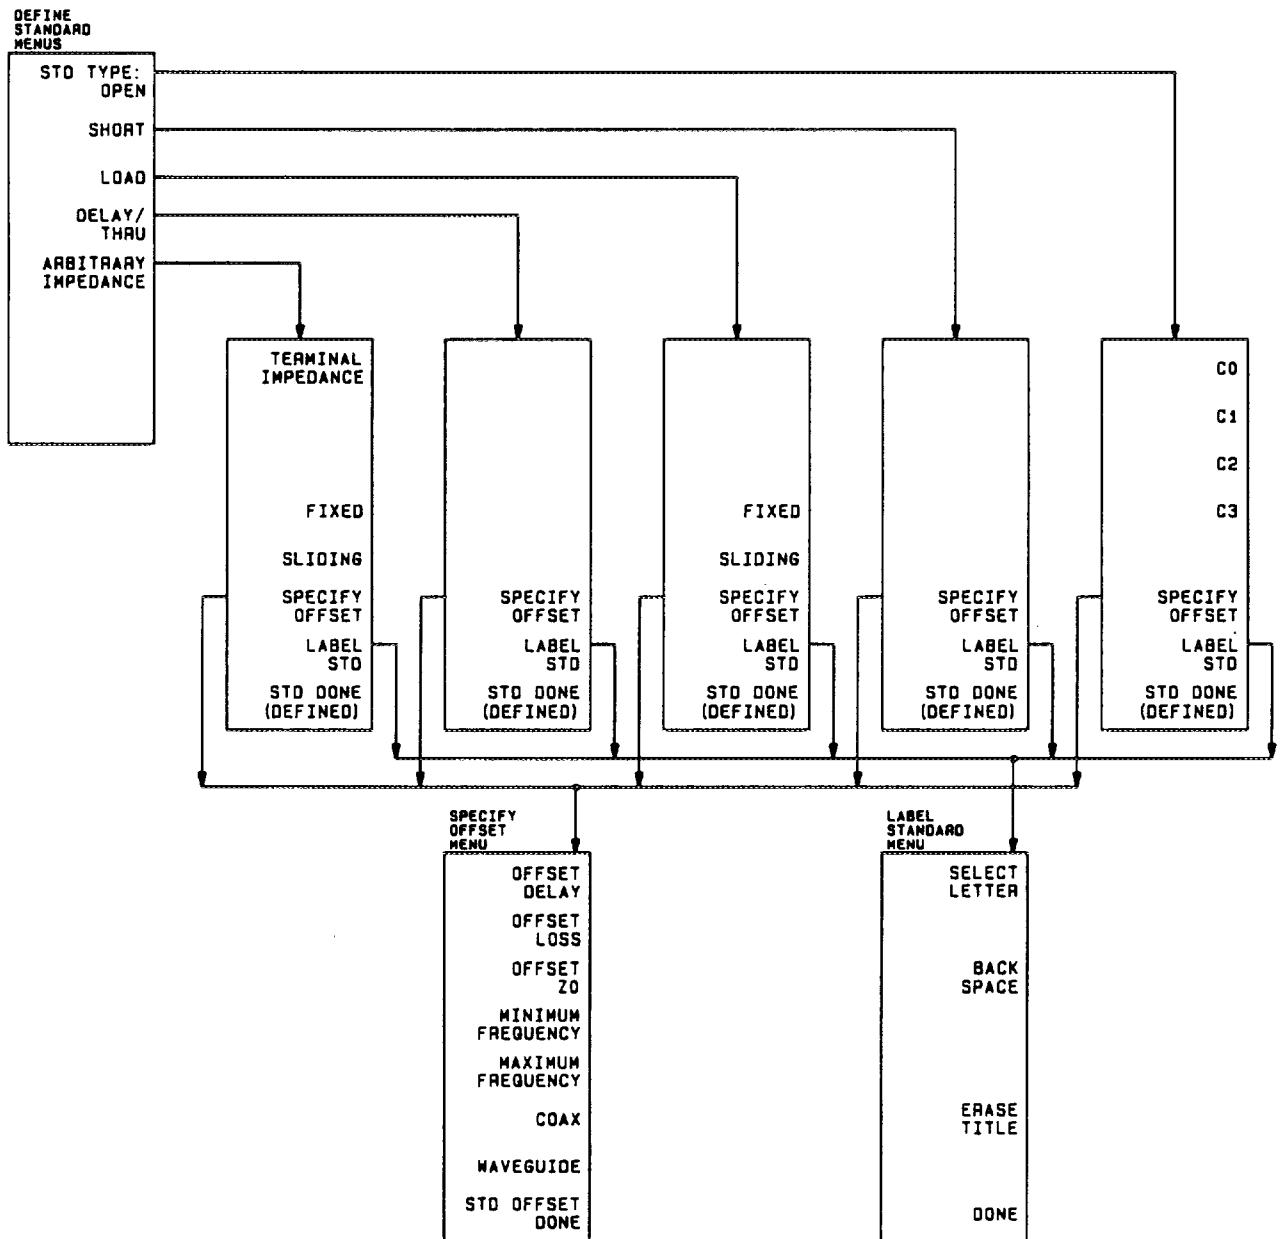 DEFINE
STANDARD
MENUS
STD TYPE:
OPEN
SHORT
LOAD
DELAY/
THRU
ARBITRARY
IMPEDANCE
TERMINAL
IMPEDANCE
FIXED
SLIDING
SPECIFY
OFFSET
LABEL
STD
STD DONE
(DEFINED)
SPECIFY
OFFSET
LABEL
STD
STD DONE
(DEFINED)
FIXED
SLIDING
SPECIFY
OFFSET
LABEL
STD
STD DONE
(DEFINED)
SPECIFY
OFFSET
LABEL
STD
STD DONE
(DEFINED)
C0
C1
C2
C3
SPECIFY
OFFSET
LABEL
STD
STD DONE
(DEFINED)
SPECIFY
OFFSET
MENU
OFFSET
DELAY
OFFSET
LOSS
OFFSET
Z0
MINIMUM
FREQUENCY
MAXIMUM
FREQUENCY
COAX
WAVEGUIDE
STD OFFSET
DONE
LABEL
STANDARD
MENU
SELECT
LETTER
BACK
SPACE
ERASE
TITLE
DONE